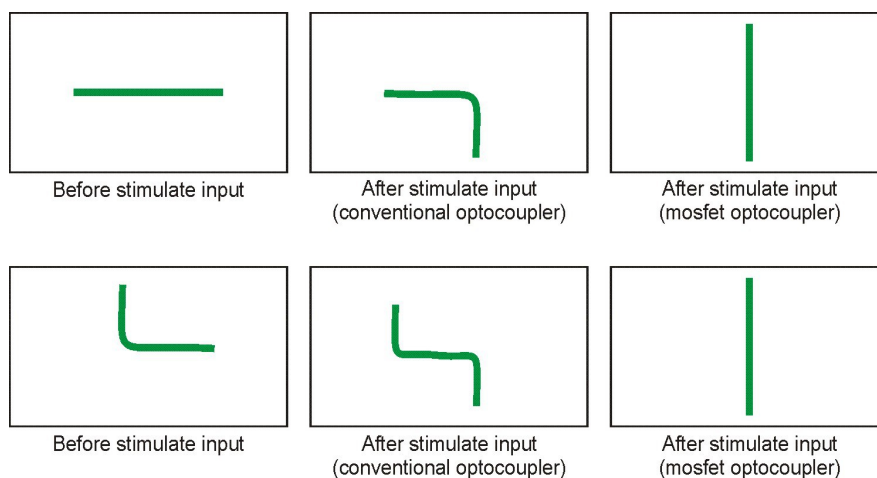 Before stimulate input
After stimulate input
(conventional optocoupler)
After stimulate input
(mosfet optocoupler)
Before stimulate input
After stimulate input
(conventional optocoupler)
After stimulate input
(mosfet optocoupler)